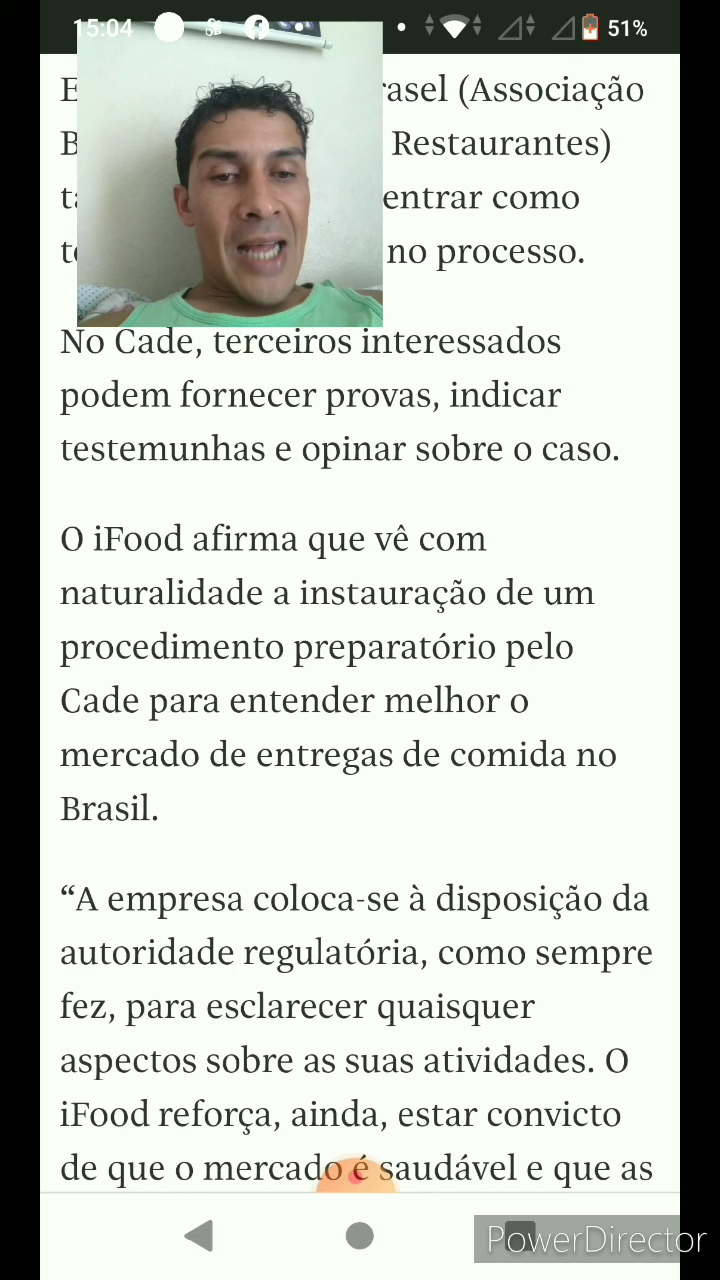 15:04
51%
rasel (Associação
Restaurantes)
entrar como
no processo.
No Cade, terceiros interessados
podem fornecer provas, indicar
testemunhas e opinar sobre o caso.
O iFood afirma que vê com
naturalidade a instauração de um
procedimento preparatório pelo
Cade para entender melhor o
mercado de entregas de comida no
Brasil.
“A empresa coloca-se à disposição da
autoridade regulatória, como sempre
fez, para esclarecer quaisquer
aspectos sobre as suas atividades. O
iFood reforça, ainda, estar convicto
de que o mercado é saudável e que as
PowerDirector